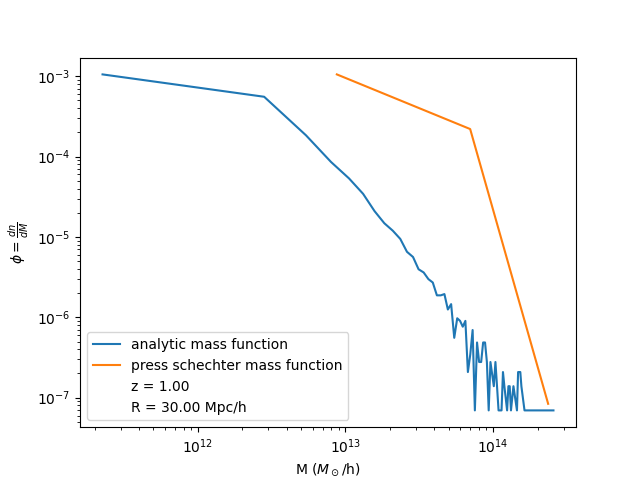 10⁻³
10⁻⁴
10⁻⁵
10⁻⁶
10⁻⁷
ϕ = dn/dM
analytic mass function
press schechter mass function
z = 1.00
R = 30.00 Mpc/h
10¹² 10¹³ 10¹⁴
M (M⊙/h)